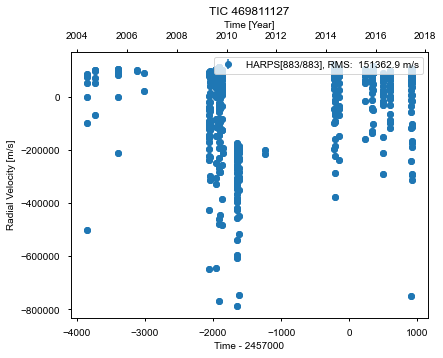 TIC 469811127
Time [Year]
2004 2006 2008 2010 2012 2014 2016 2018
HARPS[883/883], RMS: 151362.9 m/s
Radial Velocity [m/s]
0
−200000
−400000
−600000
−800000
−4000 −3000 −2000 −1000 0 1000
Time - 2457000